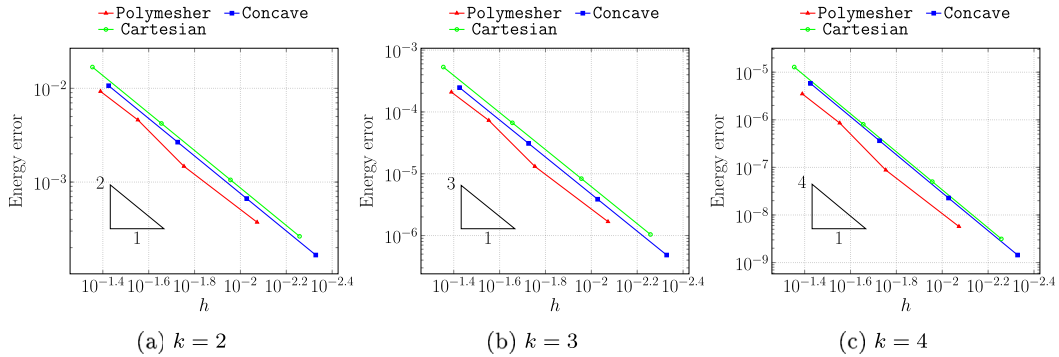 Polymesher Concave
Cartesian
Energy error
10^{-2}
10^{-3}
2
1
10^{-1.4} 10^{-1.6} 10^{-1.8} 10^{-2} 10^{-2.2} 10^{-2.4}
h
(a) k = 2
Polymesher Concave
Cartesian
Energy error
10^{-3}
10^{-4}
10^{-5}
10^{-6}
3
1
10^{-1.4} 10^{-1.6} 10^{-1.8} 10^{-2} 10^{-2.2} 10^{-2.4}
h
(b) k = 3
Polymesher Concave
Cartesian
Energy error
10^{-5}
10^{-6}
10^{-7}
10^{-8}
10^{-9}
4
1
10^{-1.4} 10^{-1.6} 10^{-1.8} 10^{-2} 10^{-2.2} 10^{-2.4}
h
(c) k = 4